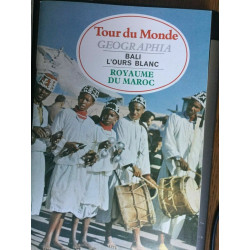 Tour du Monde
GEOGRAPHIA
BALI
L'OURS BLANC
ROYAUME
DU MAROC